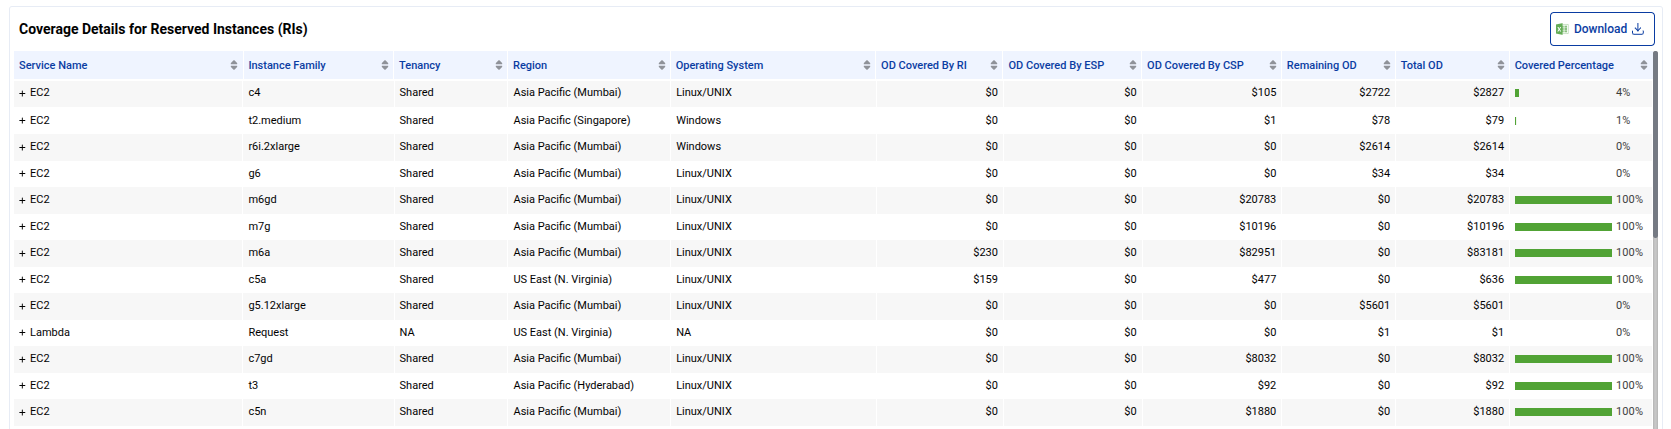 Coverage Details for Reserved Instances (RIs)
Download
Service Name Instance Family Tenancy Region Operating System OD Covered By RI OD Covered By ESP OD Covered By CSP Remaining OD Total OD Covered Percentage
+ EC2 c4 Shared Asia Pacific (Mumbai) Linux/UNIX $0 $0 $105 $2722 $2827 4%
+ EC2 t2.medium Shared Asia Pacific (Singapore) Windows $0 $0 $1 $78 $79 1%
+ EC2 r6i.2xlarge Shared Asia Pacific (Mumbai) Windows $0 $0 $0 $2614 $2614 0%
+ EC2 g6 Shared Asia Pacific (Mumbai) Linux/UNIX $0 $0 $0 $34 $34 0%
+ EC2 m6gd Shared Asia Pacific (Mumbai) Linux/UNIX $0 $0 $20783 $0 $20783 100%
+ EC2 m7g Shared Asia Pacific (Mumbai) Linux/UNIX $0 $0 $10196 $0 $10196 100%
+ EC2 m6a Shared Asia Pacific (Mumbai) Linux/UNIX $230 $0 $82951 $0 $83181 100%
+ EC2 c5a Shared US East (N. Virginia) Linux/UNIX $159 $0 $477 $0 $636 100%
+ EC2 g5.12xlarge Shared Asia Pacific (Mumbai) Linux/UNIX $0 $0 $0 $5601 $5601 0%
+ Lambda Request NA US East (N. Virginia) NA $0 $0 $0 $1 $1 0%
+ EC2 c7gd Shared Asia Pacific (Mumbai) Linux/UNIX $0 $0 $8032 $0 $8032 100%
+ EC2 t3 Shared Asia Pacific (Hyderabad) Linux/UNIX $0 $0 $92 $0 $92 100%
+ EC2 c5n Shared Asia Pacific (Mumbai) Linux/UNIX $0 $0 $1880 $0 $1880 100%